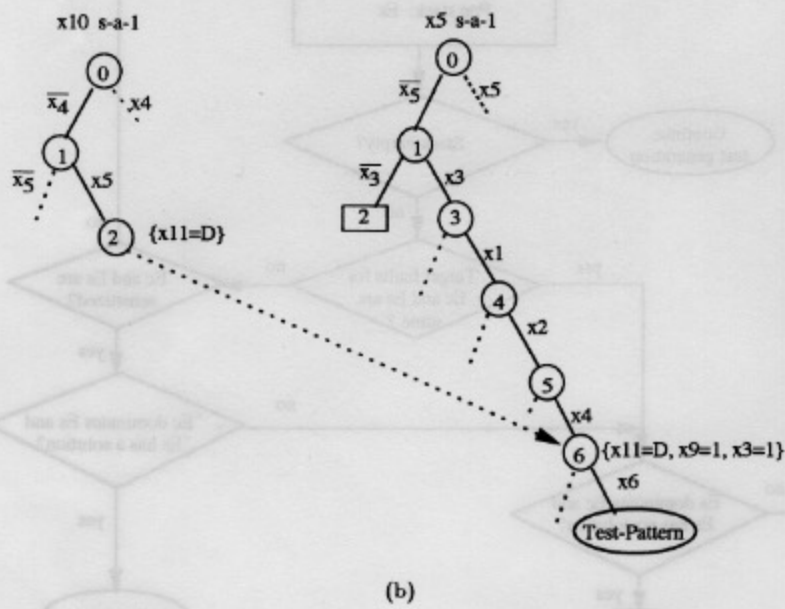 x10 s-a-1
x5 s-a-1
0
0
x̅4̅
x4
x̅5̅
x5
1
1
x̅5̅
x5
x̅3̅
x3
2
{x11=D}
2
3
x1
4
x2
5
x4
6
{x11=D, x9=1, x3=1}
x6
Test-Pattern
(b)